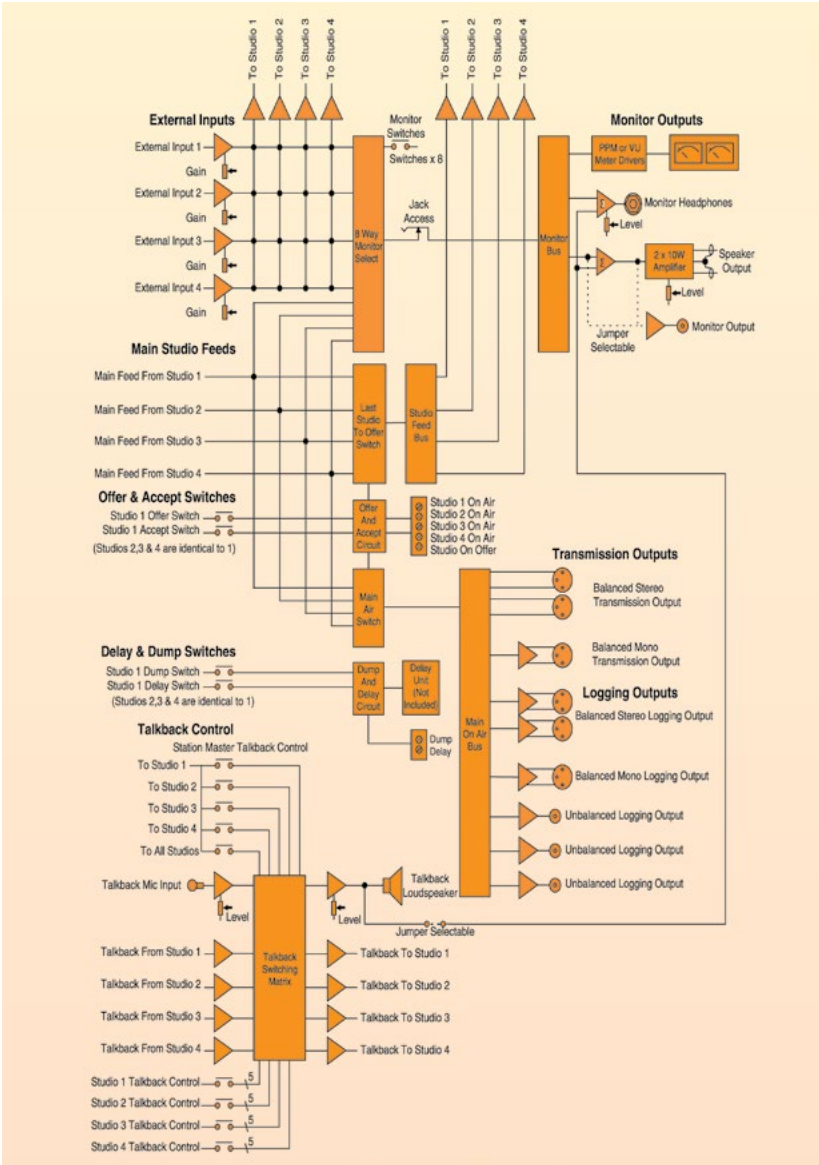 To Studio 1
To Studio 2
To Studio 3
To Studio 4
To Studio 1
To Studio 2
To Studio 3
To Studio 4
External Inputs
External Input 1
Gain
External Input 2
Gain
External Input 3
Gain
External Input 4
Gain
8 Way
Monitor
Select
Monitor
Switches
Switches x 8
Jack
Access
Monitor
Bus
Monitor Outputs
PPM or VU
Meter Drivers
Monitor Headphones
Level
2 x 10W
Amplifier
Speaker
Output
Level
Monitor Output
Jumper
Selectable
Main Studio Feeds
Main Feed From Studio 1
Main Feed From Studio 2
Main Feed From Studio 3
Main Feed From Studio 4
Last
Studio
To Offer
Switch
Studio
Feed
Bus
Offer & Accept Switches
Studio 1 Offer Switch
Studio 1 Accept Switch
(Studios 2,3 & 4 are identical to 1)
Offer
And
Accept
Circuit
Studio 1 On Air
Studio 2 On Air
Studio 3 On Air
Studio 4 On Air
Studio On Offer
Main
Air
Switch
Transmission Outputs
Balanced Stereo
Transmission Output
Balanced Mono
Transmission Output
Logging Outputs
Balanced Stereo Logging Output
Balanced Mono Logging Output
Unbalanced Logging Output
Unbalanced Logging Output
Unbalanced Logging Output
Main
On Air
Bus
Delay & Dump Switches
Studio 1 Dump Switch
Studio 1 Delay Switch
(Studios 2,3 & 4 are identical to 1)
Dump
And
Delay
Circuit
Delay
Unit
(Not
Included)
Dump
Delay
Talkback Control
Station Master Talkback Control
To Studio 1
To Studio 2
To Studio 3
To Studio 4
To All Studios
Talkback Mic Input
Level
Level
Talkback
Loudspeaker
Jumper Selectable
Talkback
Switching
Matrix
Talkback From Studio 1
Talkback From Studio 2
Talkback From Studio 3
Talkback From Studio 4
Talkback To Studio 1
Talkback To Studio 2
Talkback To Studio 3
Talkback To Studio 4
Studio 1 Talkback Control
5
Studio 2 Talkback Control
5
Studio 3 Talkback Control
5
Studio 4 Talkback Control
5